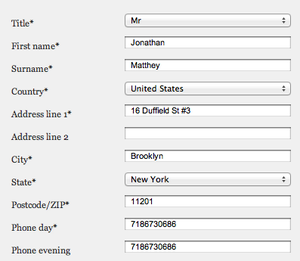 Title* Mr
First name* Jonathan
Surname* Matthey
Country* United States
Address line 1* 16 Duffield St #3
Address line 2
City* Brooklyn
State* New York
Postcode/ZIP* 11201
Phone day* 7186730686
Phone evening 7186730686